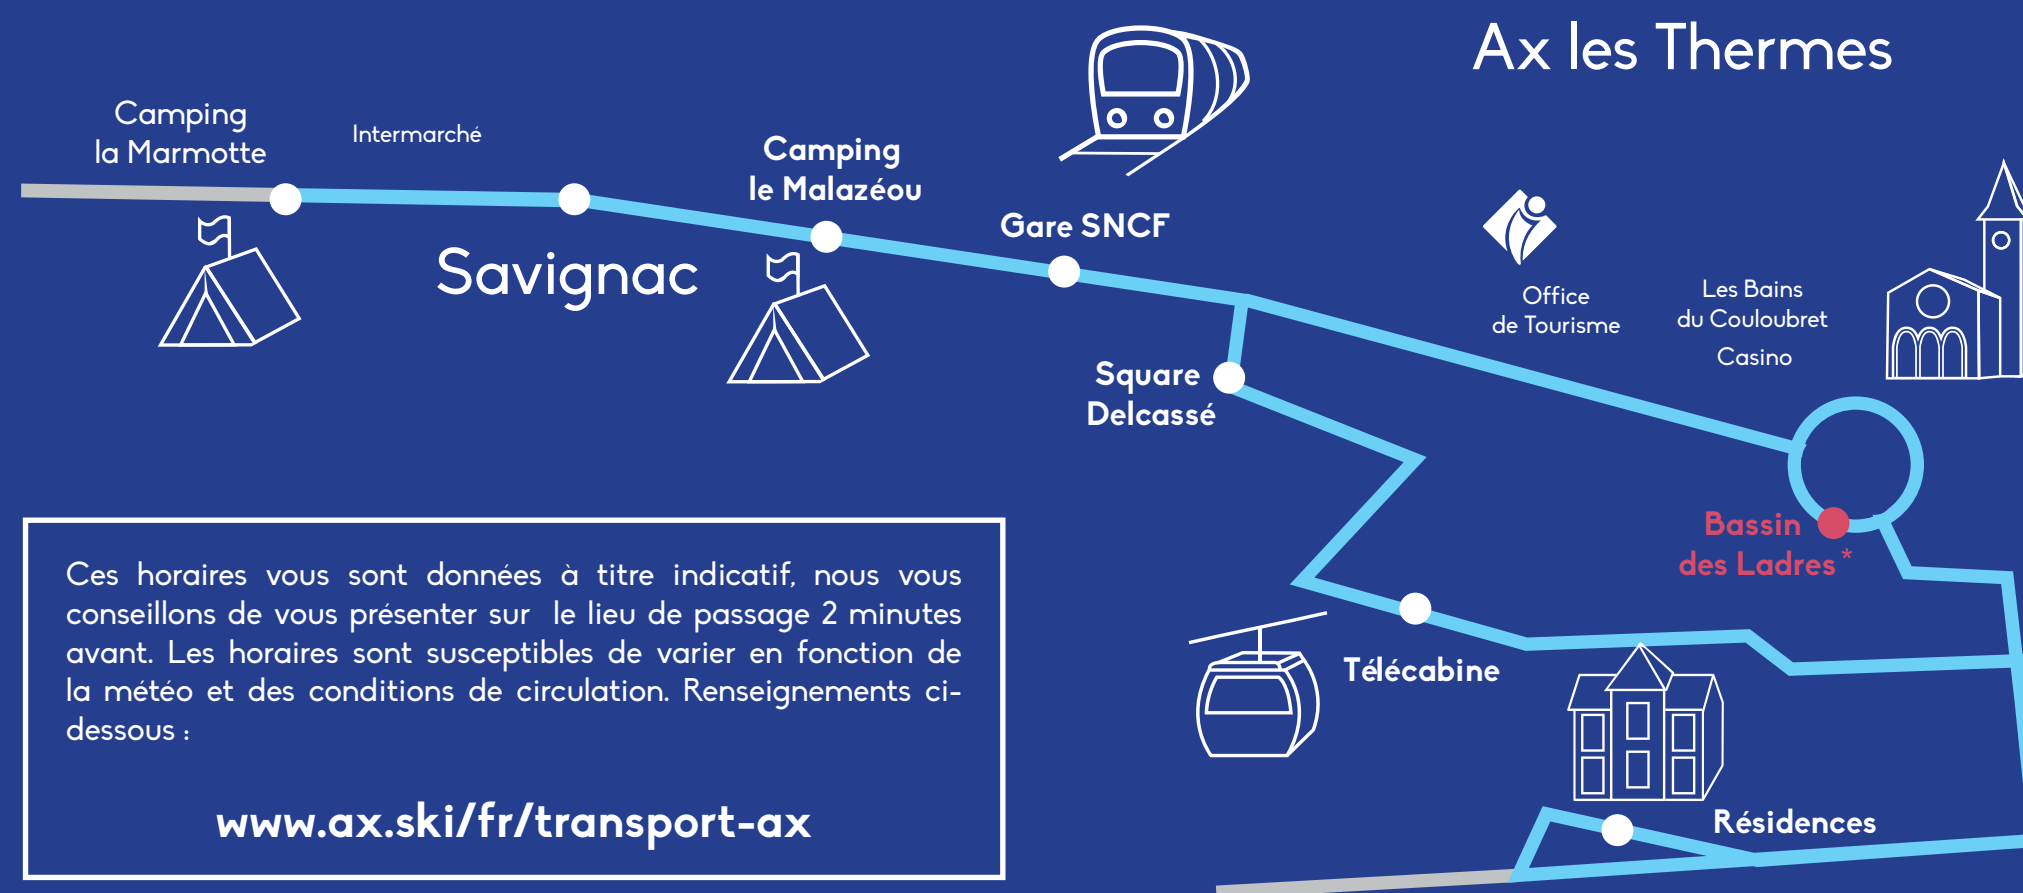 Ax les Thermes
Camping
la Marmotte
Intermarché
Camping
le Malazéou
Gare SNCF
Savignac
Office
de Tourisme
Les Bains
du Couloubret
Casino
Square
Delcassé
Bassin
des Ladres *
Ces horaires vous sont données à titre indicatif, nous vous
conseillons de vous présenter sur le lieu de passage 2 minutes
avant. Les horaires sont susceptibles de varier en fonction de
la météo et des conditions de circulation. Renseignements ci-
dessous :
www.ax.ski/fr/transport-ax
Télécabine
Résidences